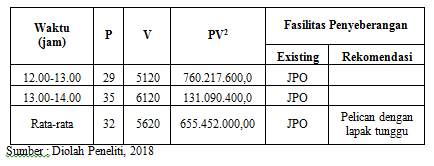 Waktu (jam) P V PV² Fasilitas Penyeberangan
Existing Rekomendasi
12.00-13.00 29 5120 760.217.600,0 JPO
13.00-14.00 35 6120 131.090.400,0 JPO
Rata-rata 32 5620 655.452.000,00 JPO Pelican dengan
lapak tunggu
Sumber : Diolah Peneliti, 2018